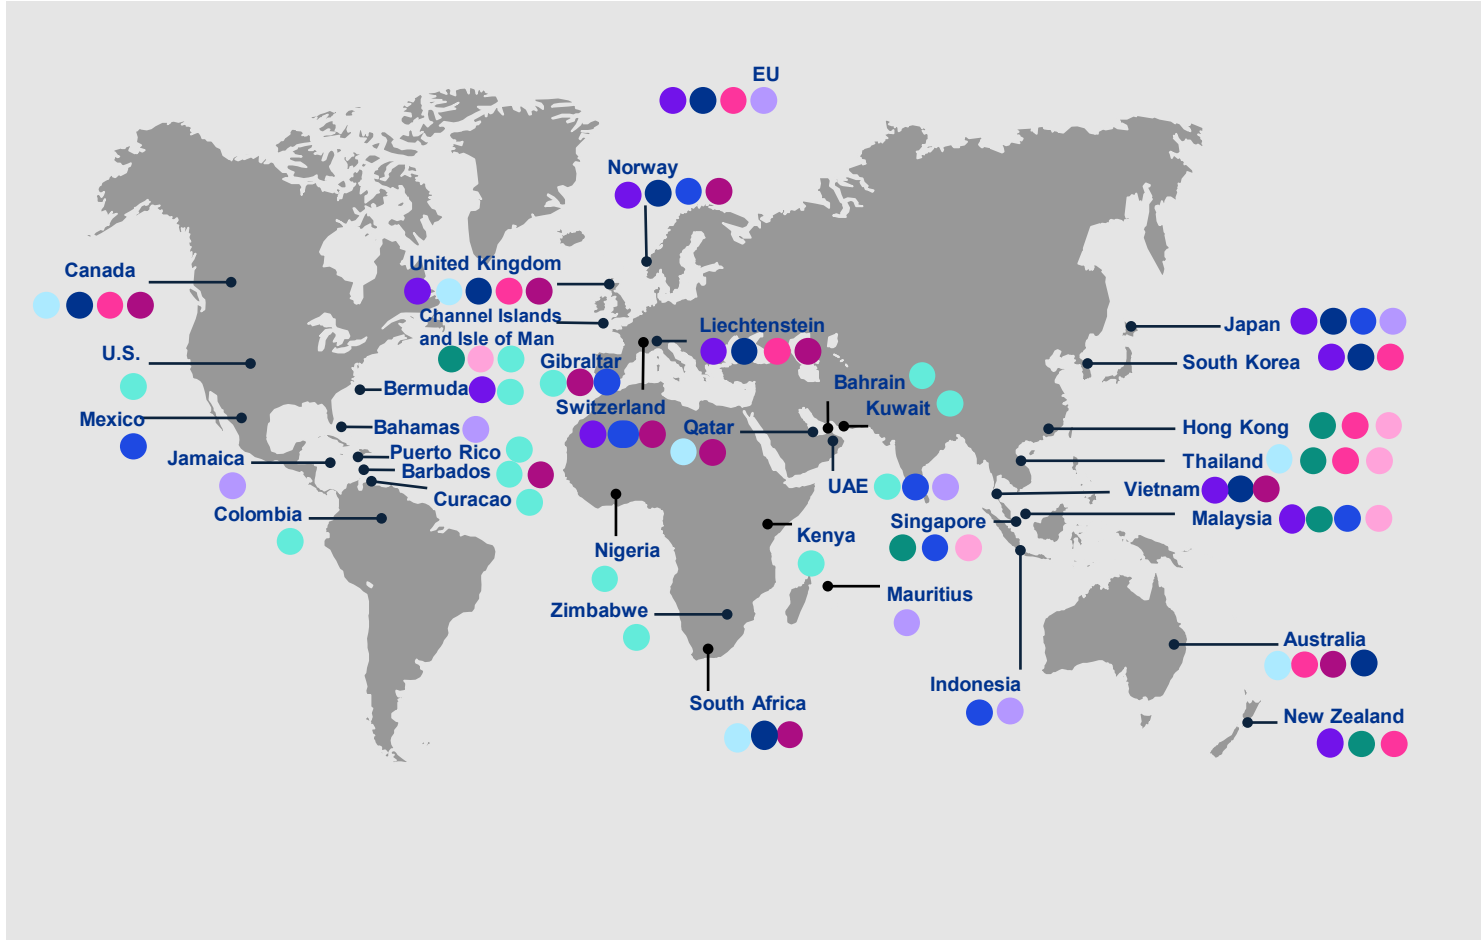 EU
Norway
Canada
United Kingdom
Channel Islands
and Isle of Man
Liechtenstein
Japan
U.S.
Gibraltar
South Korea
Bermuda
Bahrain
Kuwait
Mexico
Switzerland
Bahamas
Qatar
Hong Kong
Puerto Rico
Jamaica
Barbados
Thailand
Curacao
UAE
Vietnam
Colombia
Singapore
Malaysia
Nigeria
Kenya
Zimbabwe
Mauritius
Australia
Indonesia
South Africa
New Zealand